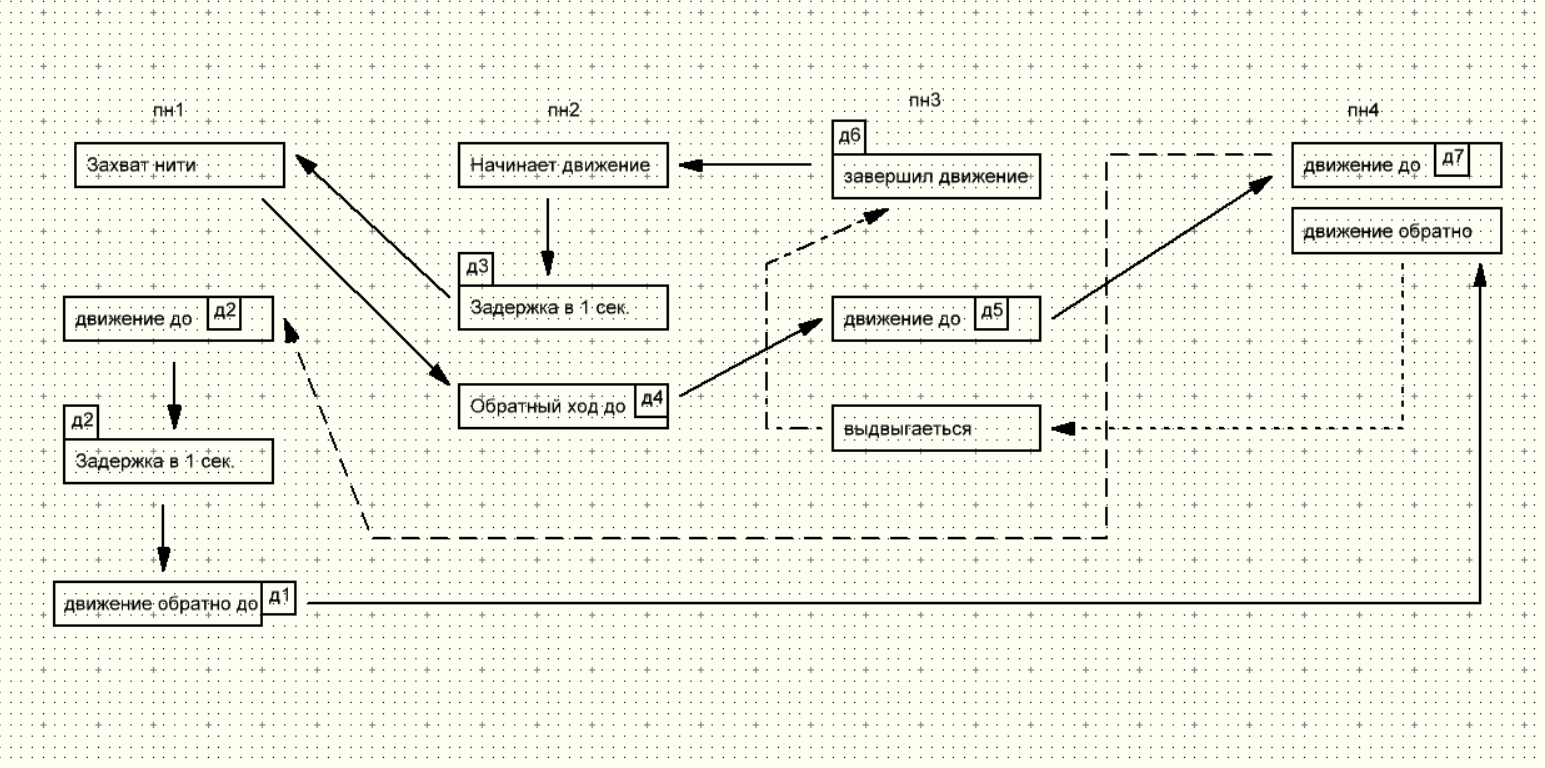 пн1
пн2
пн3
пн4
д6
Захват нити
Начинает движение
завершил движение
движение до д7
движение обратно
д3
Задержка в 1 сек.
движение до д2
движение до д5
Обратный ход до д4
д2
выдвыгаеться
Задержка в 1 сек.
движение обратно до д1